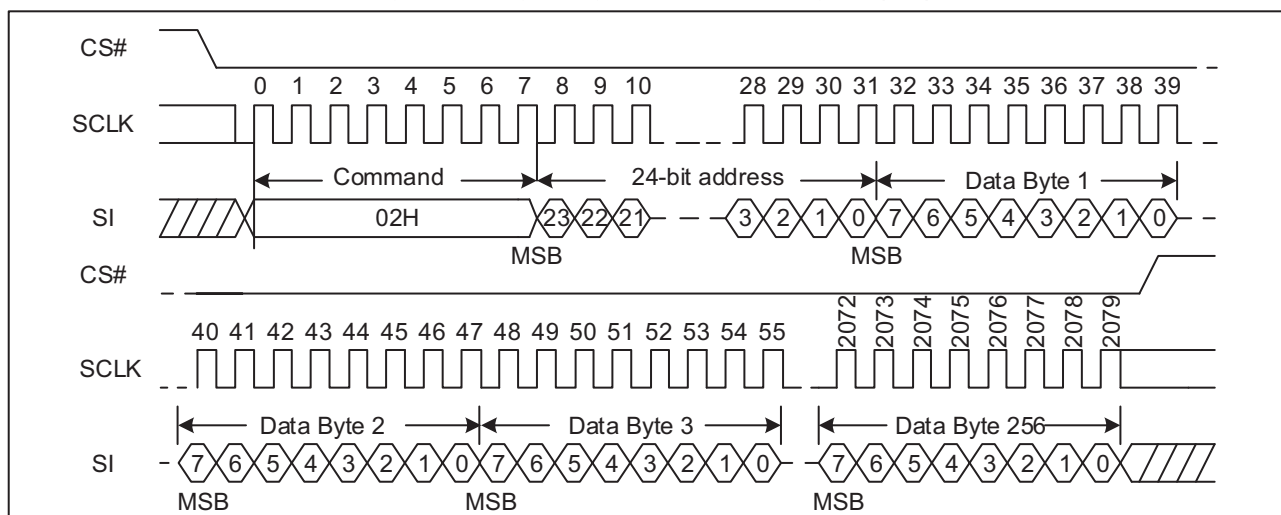 CS#
0 1 2 3 4 5 6 7 8 9 10 28 29 30 31 32 33 34 35 36 37 38 39
SCLK
Command 24-bit address Data Byte 1
SI 02H 23 22 21 3 2 1 0 7 6 5 4 3 2 1 0
MSB MSB
CS#
40 41 42 43 44 45 46 47 48 49 50 51 52 53 54 55 2072 2073 2074 2075 2076 2077 2078 2079
SCLK
Data Byte 2 Data Byte 3 Data Byte 256
SI 7 6 5 4 3 2 1 0 7 6 5 4 3 2 1 0 7 6 5 4 3 2 1 0
MSB MSB MSB